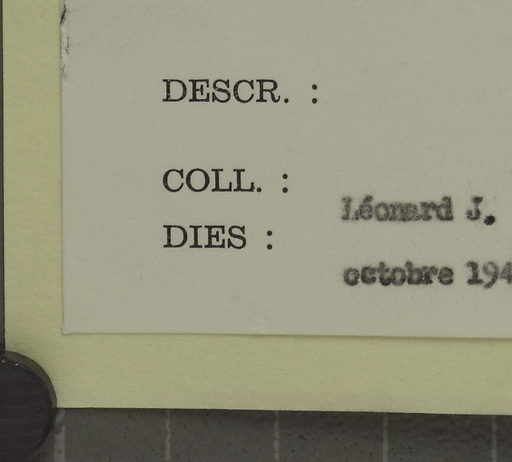 DESCR. :
COLL. :
Léonard J.
DIES :
octobre 194